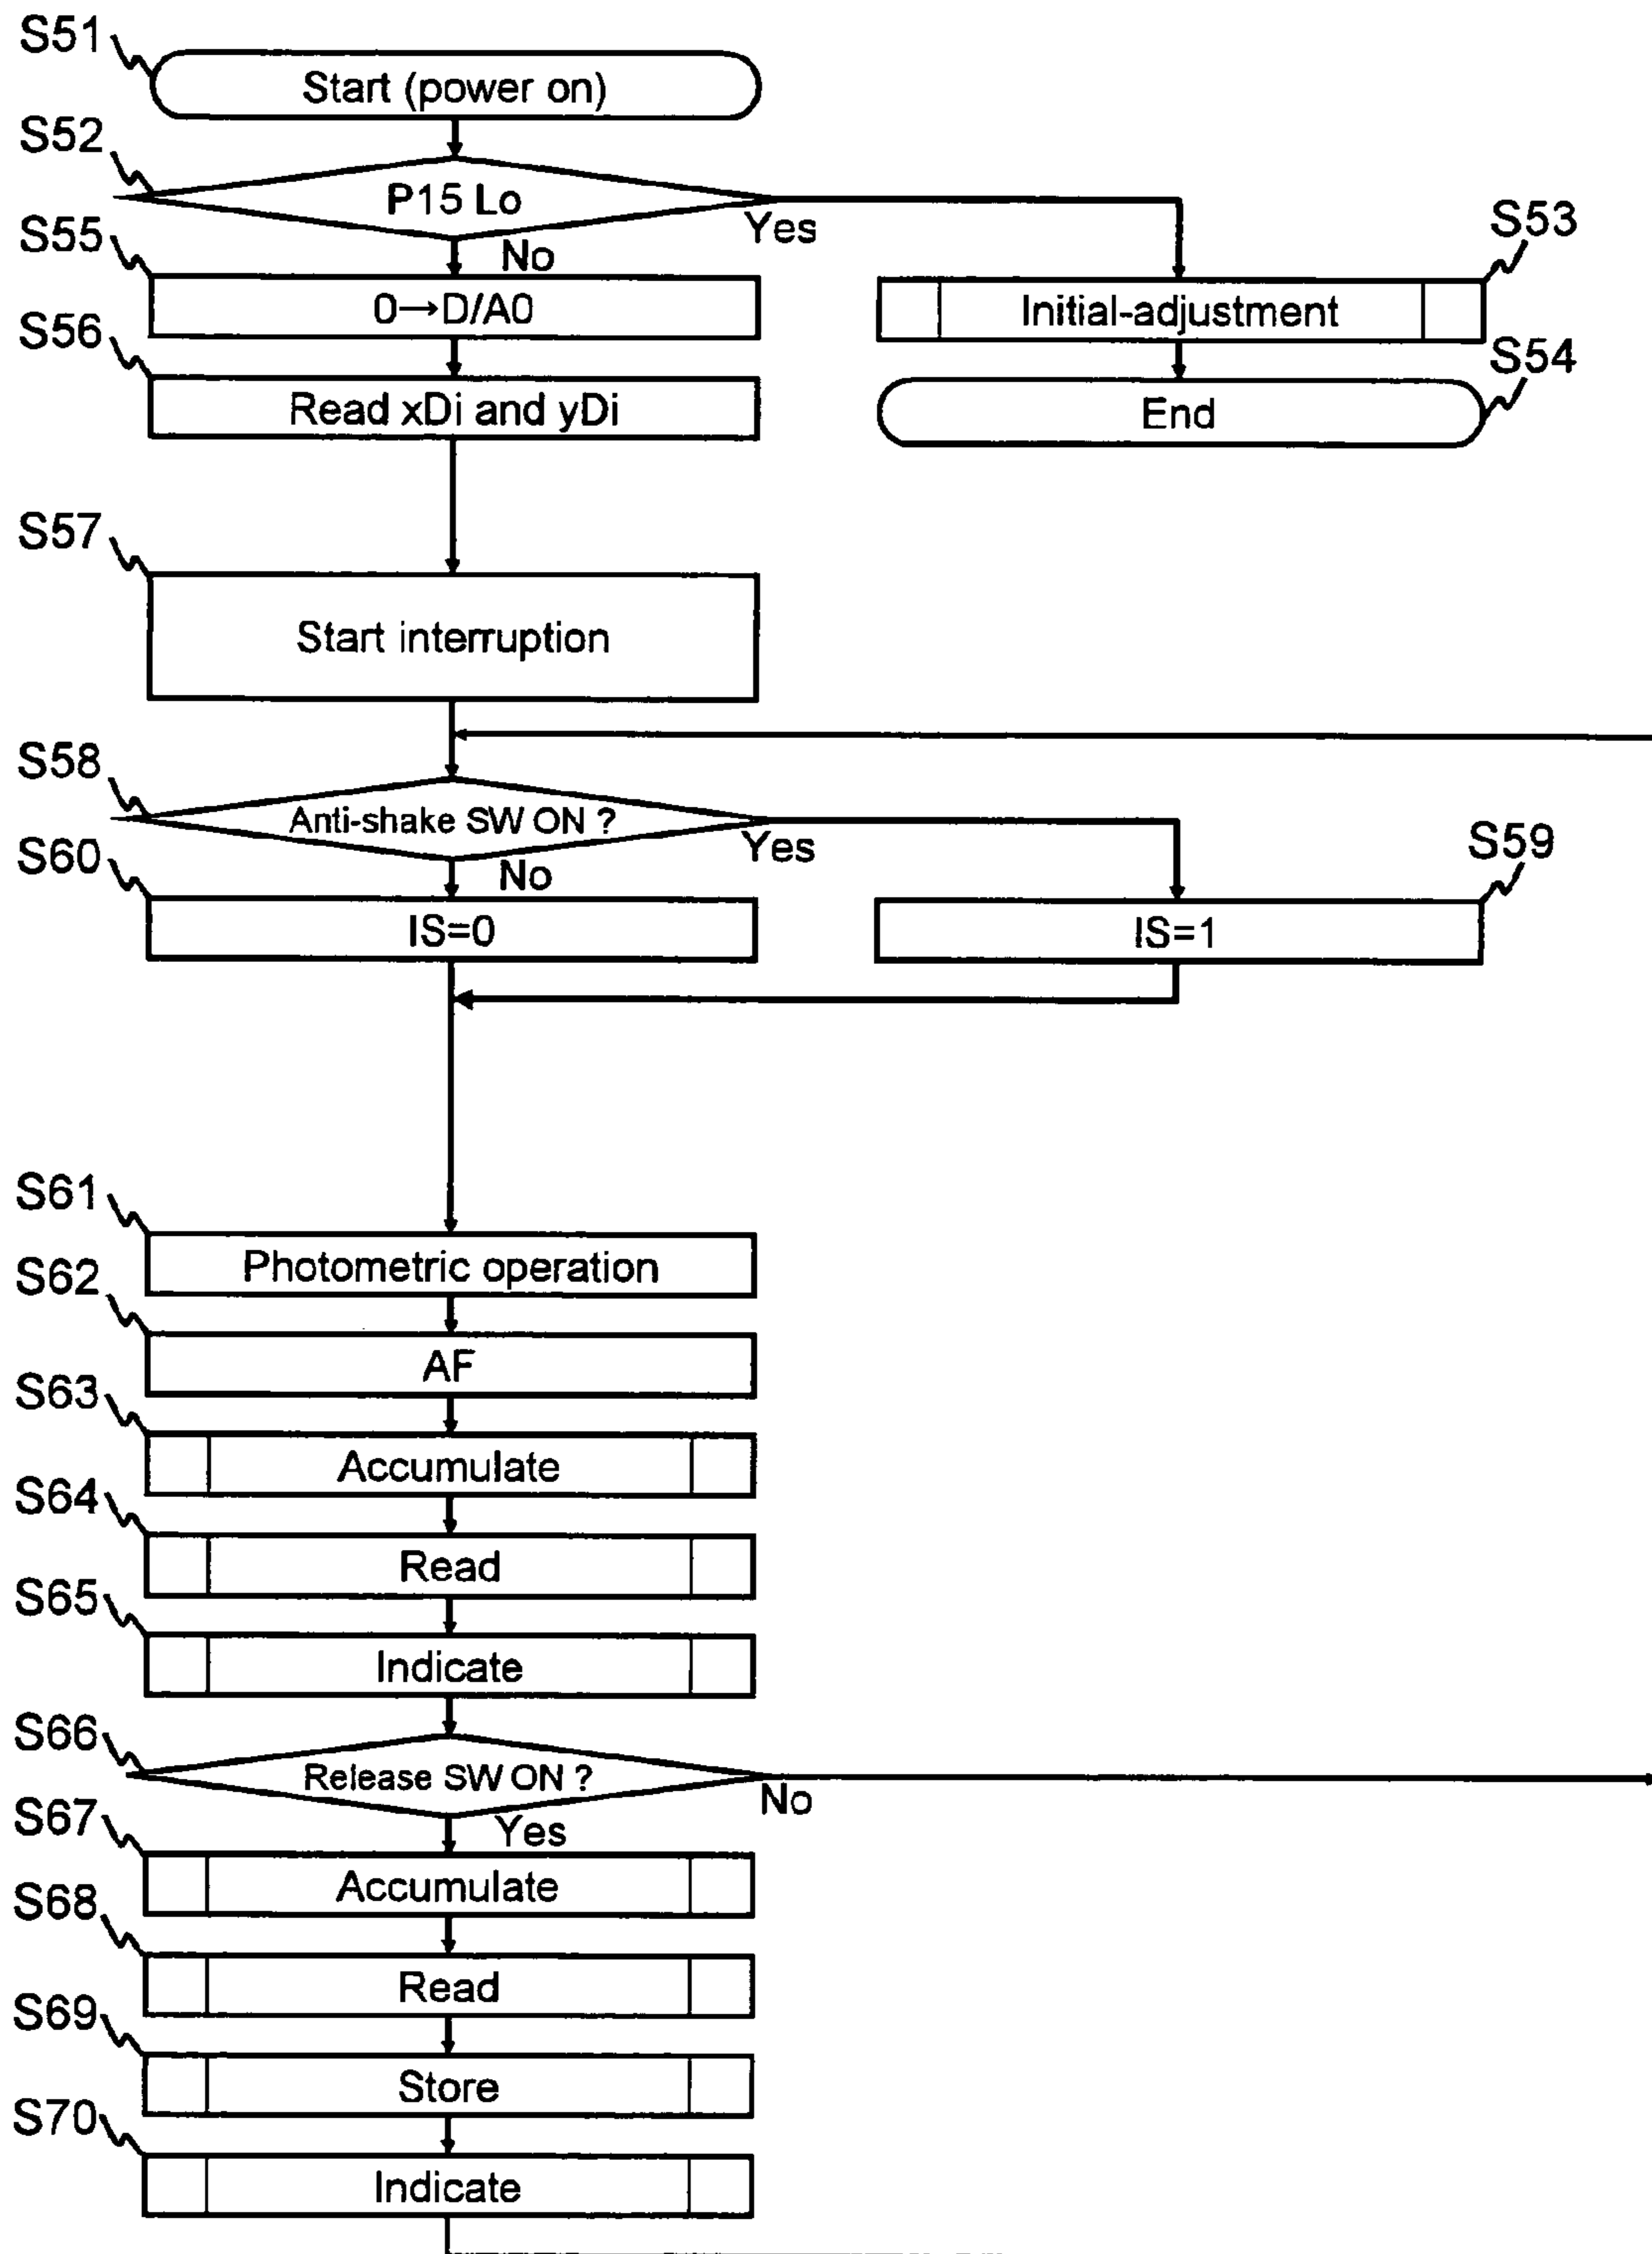 S51
Start (power on)
S52
P15 Lo
Yes
No
S53
Initial-adjustment
S54
End
S55
0→D/A0
S56
Read xDi and yDi
S57
Start interruption
S58
Anti-shake SW ON ?
Yes
No
S59
IS=1
S60
IS=0
S61
Photometric operation
S62
AF
S63
Accumulate
S64
Read
S65
Indicate
S66
Release SW ON ?
No
Yes
S67
Accumulate
S68
Read
S69
Store
S70
Indicate